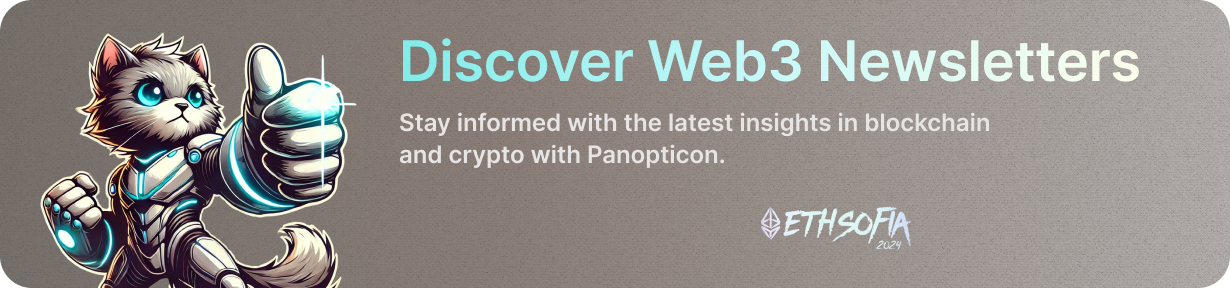 Discover Web3 Newsletters
Stay informed with the latest insights in blockchain
and crypto with Panopticon.
ETHSOFIA
2024